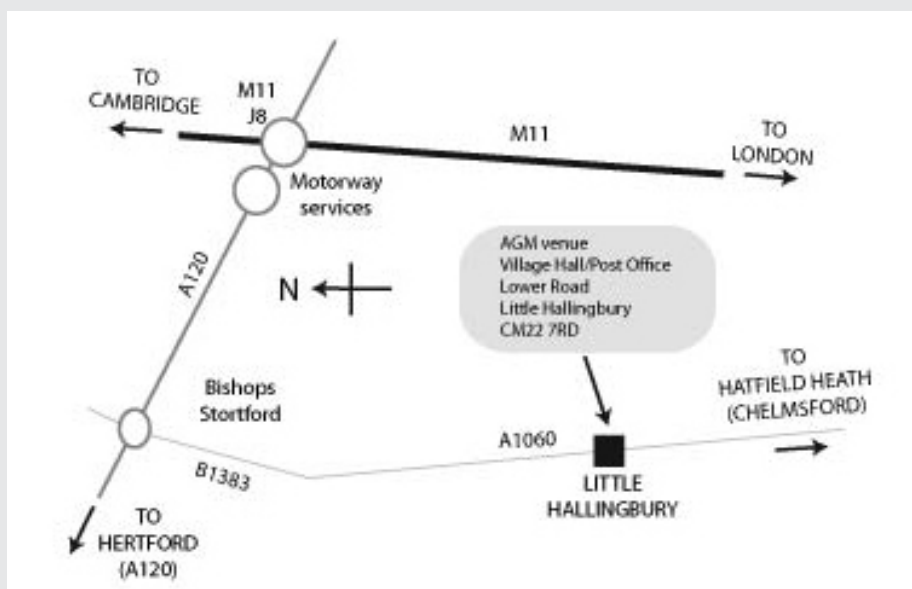 TO
CAMBRIDGE
M11
J8
M11
TO
LONDON
Motorway
services
A120
N
AGM venue
Village Hall/Post Office
Lower Road
Little Hallingbury
CM22 7RD
TO
HATFIELD HEATH
(CHELMSFORD)
Bishops
Stortford
A1060
B1383
LITTLE
HALLINGBURY
TO
HERTFORD
(A120)